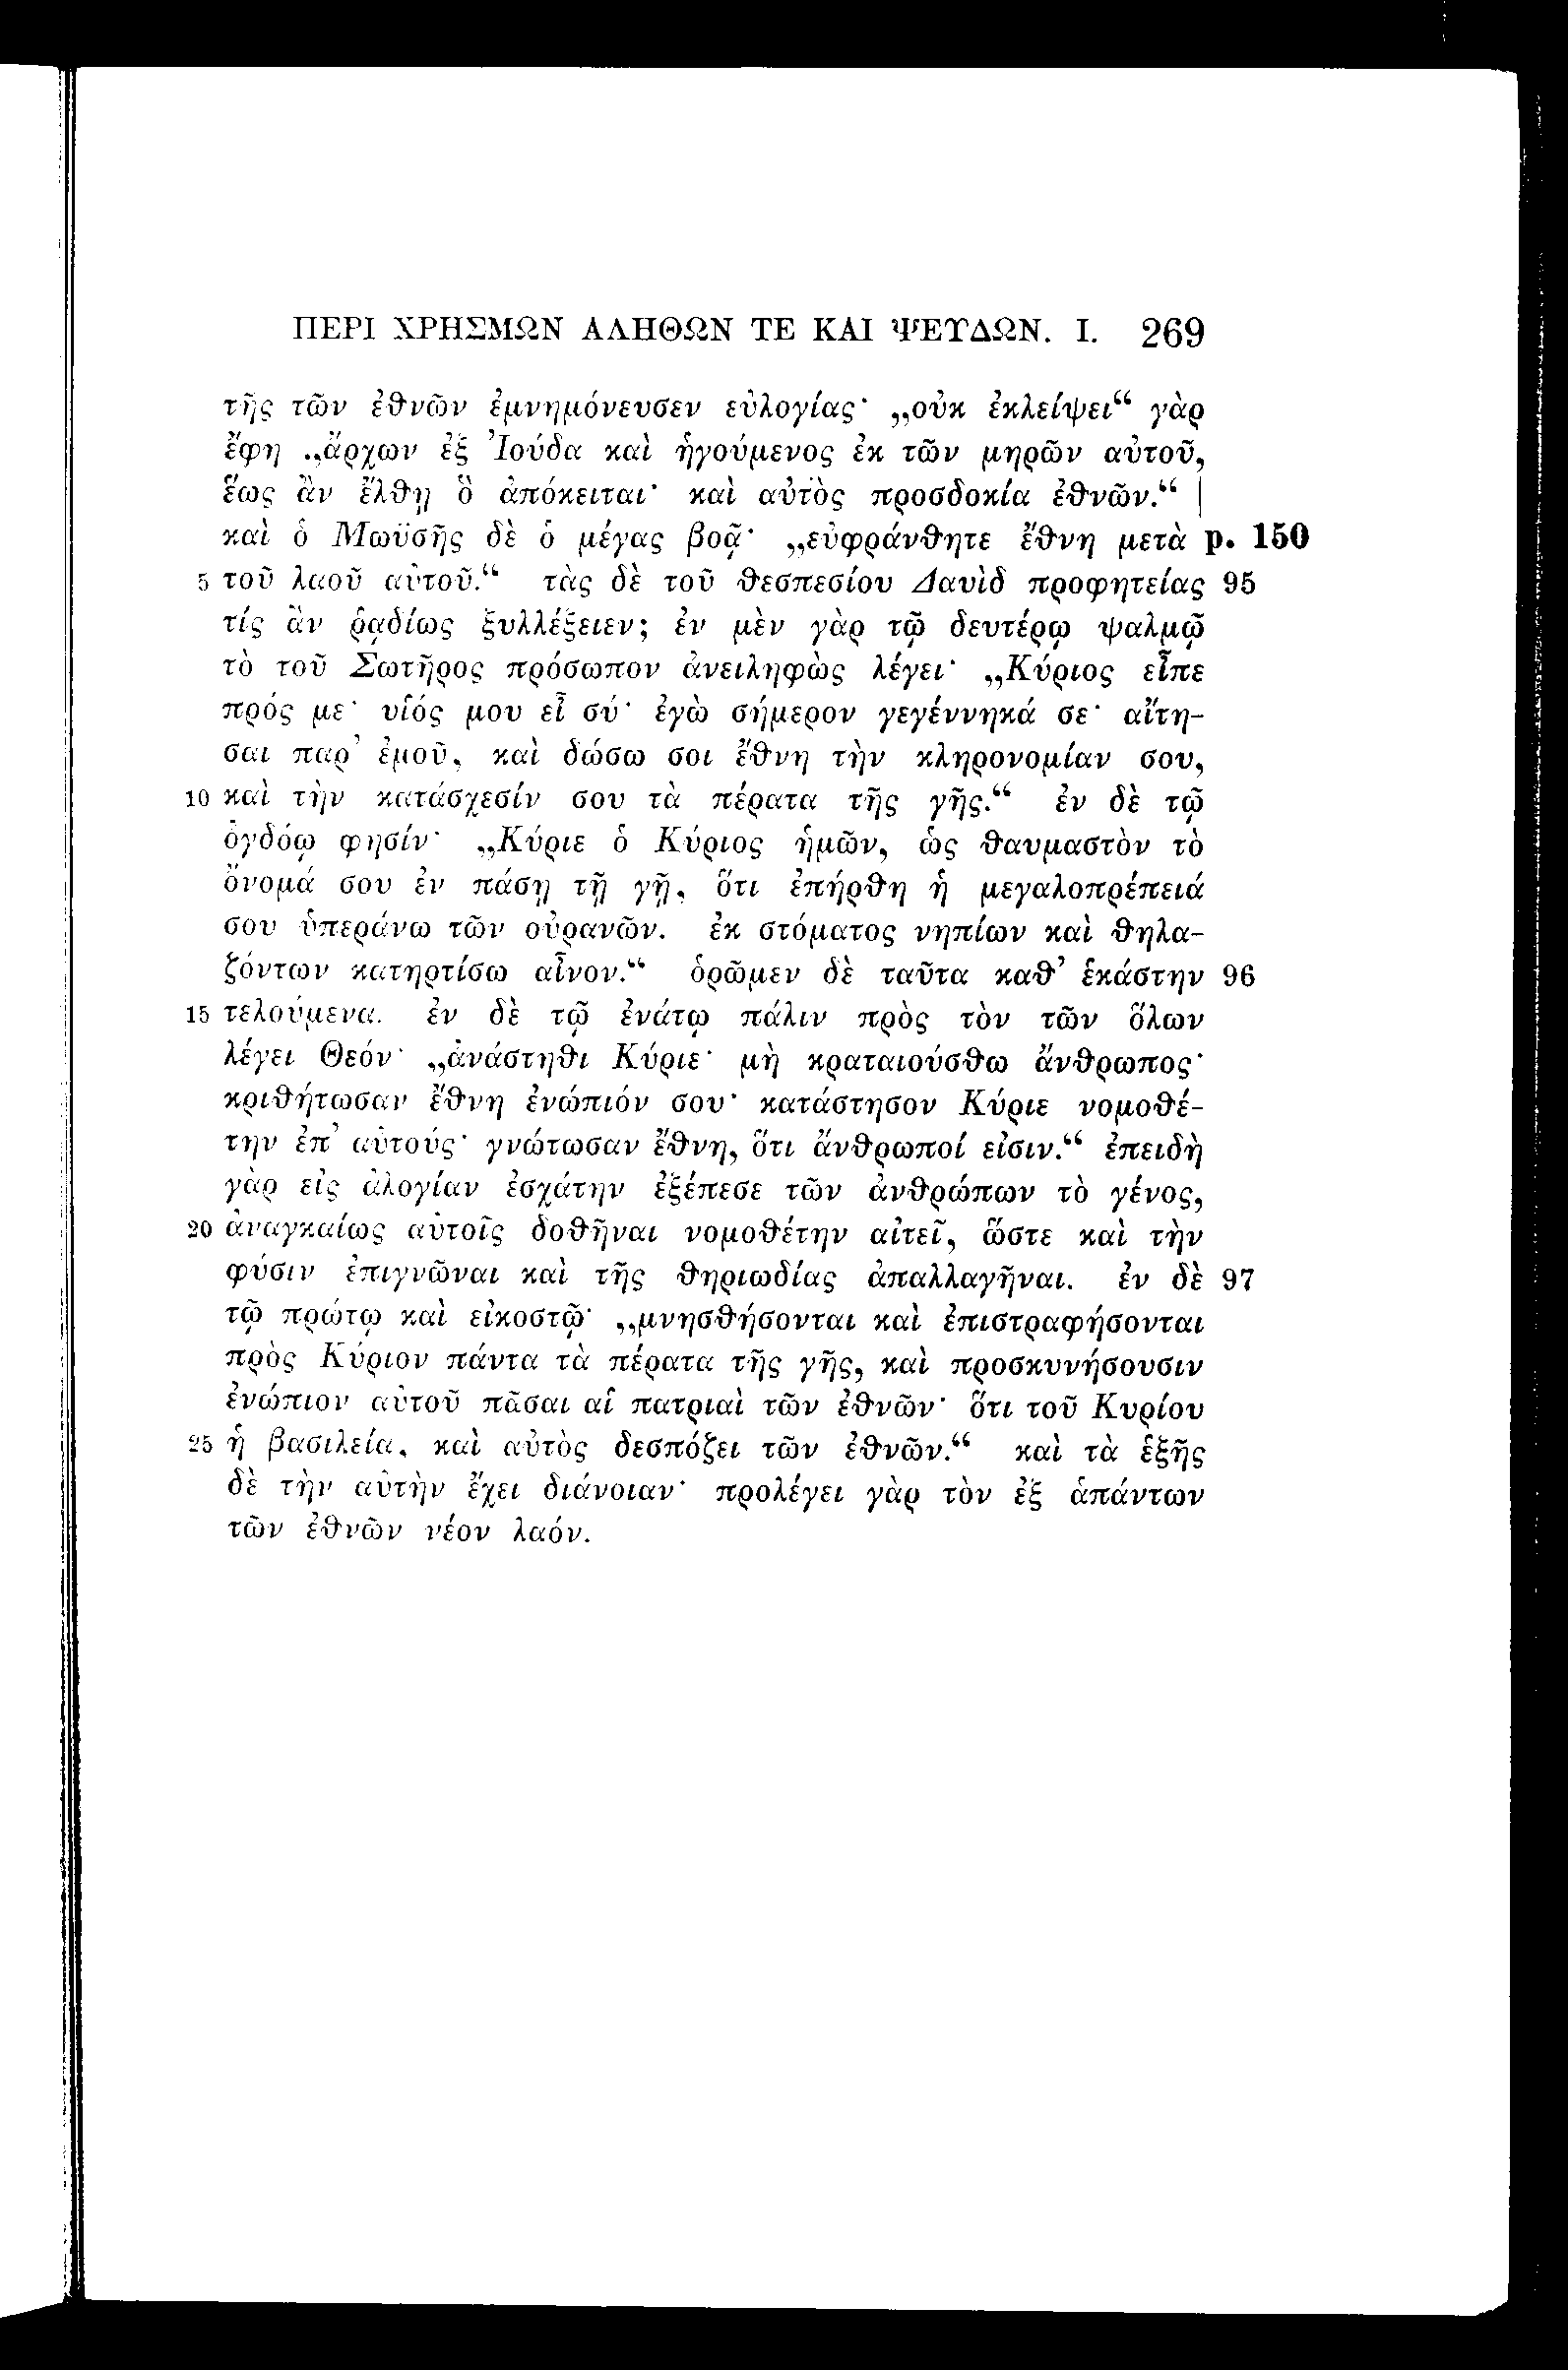 ΠΕΡΙ ΧΡΗΣΜΩΝ ΑΛΗΘΩΝ ΤΕ ΚΑΙ ΨΕΥΔΩΝ. I. 269
τῆς τῶν ἐθνῶν ἐμνημόνευσεν εὐλογίας· „οὐκ ἐκλείψει“ γὰρ
ἔφη „ἄρχων ἐξ Ἰούδα καὶ ἡγούμενος ἐκ τῶν μηρῶν αὐτοῦ,
ἕως ἂν ἔλθῃ ὃ ἀπόκειται· καὶ αὐτὸς προσδοκία ἐθνῶν.“ |
καὶ ὁ Μωϋσῆς δὲ ὁ μέγας βοᾷ· „εὐφράνθητε ἔθνη μετὰ p. 150
5 τοῦ λαοῦ αὐτοῦ.“ τὰς δὲ τοῦ θεσπεσίου Δαυὶδ προφητείας 95
τίς ἂν ῥᾳδίως ξυλλέξειεν; ἐν μὲν γὰρ τῷ δευτέρῳ ψαλμῷ
τὸ τοῦ Σωτῆρος πρόσωπον ἀνειληφὼς λέγει· „Κύριος εἶπε
πρός με· υἱός μου εἶ σύ· ἐγὼ σήμερον γεγέννηκά σε· αἴτη-
σαι παρ’ ἐμοῦ, καὶ δώσω σοι ἔθνη τὴν κληρονομίαν σου,
10 καὶ τὴν κατάσχεσίν σου τὰ πέρατα τῆς γῆς.“ ἐν δὲ τῷ
ὀγδόῳ φησίν· „Κύριε ὁ Κύριος ἡμῶν, ὡς θαυμαστὸν τὸ
ὄνομά σου ἐν πάσῃ τῇ γῇ, ὅτι ἐπήρθη ἡ μεγαλοπρέπειά
σου ὑπεράνω τῶν οὐρανῶν. ἐκ στόματος νηπίων καὶ θηλα-
ζόντων κατηρτίσω αἶνον.“ ὁρῶμεν δὲ ταῦτα καθ’ ἑκάστην 96
15 τελούμενα. ἐν δὲ τῷ ἐνάτῳ πάλιν πρὸς τὸν τῶν ὅλων
λέγει Θεόν· „ἀνάστηθι Κύριε· μὴ κραταιούσθω ἄνθρωπος·
κριθήτωσαν ἔθνη ἐνώπιόν σου· κατάστησον Κύριε νομοθέ-
την ἐπ’ αὐτούς· γνώτωσαν ἔθνη, ὅτι ἄνθρωποί εἰσιν.“ ἐπειδὴ
γὰρ εἰς ἀλογίαν ἐσχάτην ἐξέπεσε τῶν ἀνθρώπων τὸ γένος,
20 ἀναγκαίως αὐτοῖς δοθῆναι νομοθέτην αἰτεῖ, ὥστε καὶ τὴν
φύσιν ἐπιγνῶναι καὶ τῆς θηριωδίας ἀπαλλαγῆναι. ἐν δὲ 97
τῷ πρώτῳ καὶ εἰκοστῷ· „μνησθήσονται καὶ ἐπιστραφήσονται
πρὸς Κύριον πάντα τὰ πέρατα τῆς γῆς, καὶ προσκυνήσουσιν
ἐνώπιον αὐτοῦ πᾶσαι αἱ πατριαὶ τῶν ἐθνῶν· ὅτι τοῦ Κυρίου
25 ἡ βασιλεία, καὶ αὐτὸς δεσπόζει τῶν ἐθνῶν.“ καὶ τὰ ἑξῆς
δὲ τὴν αὐτὴν ἔχει διάνοιαν· προλέγει γὰρ τὸν ἐξ ἁπάντων
τῶν ἐθνῶν νέον λαόν.